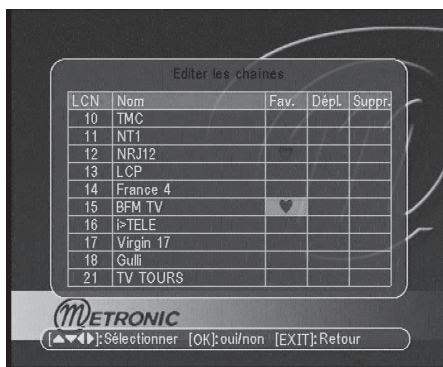 Editer les chaînes
LCN Nom Fav. Dépl. Suppr.
10 TMC
11 NT1
12 NRJ12
13 LCP
14 France 4
15 BFM TV
16 i>TELE
17 Virgin 17
18 Gulli
21 TV TOURS
METRONIC
[▲▼◀▶]:Sélectionner [OK]:oui/non [EXIT]:Retour